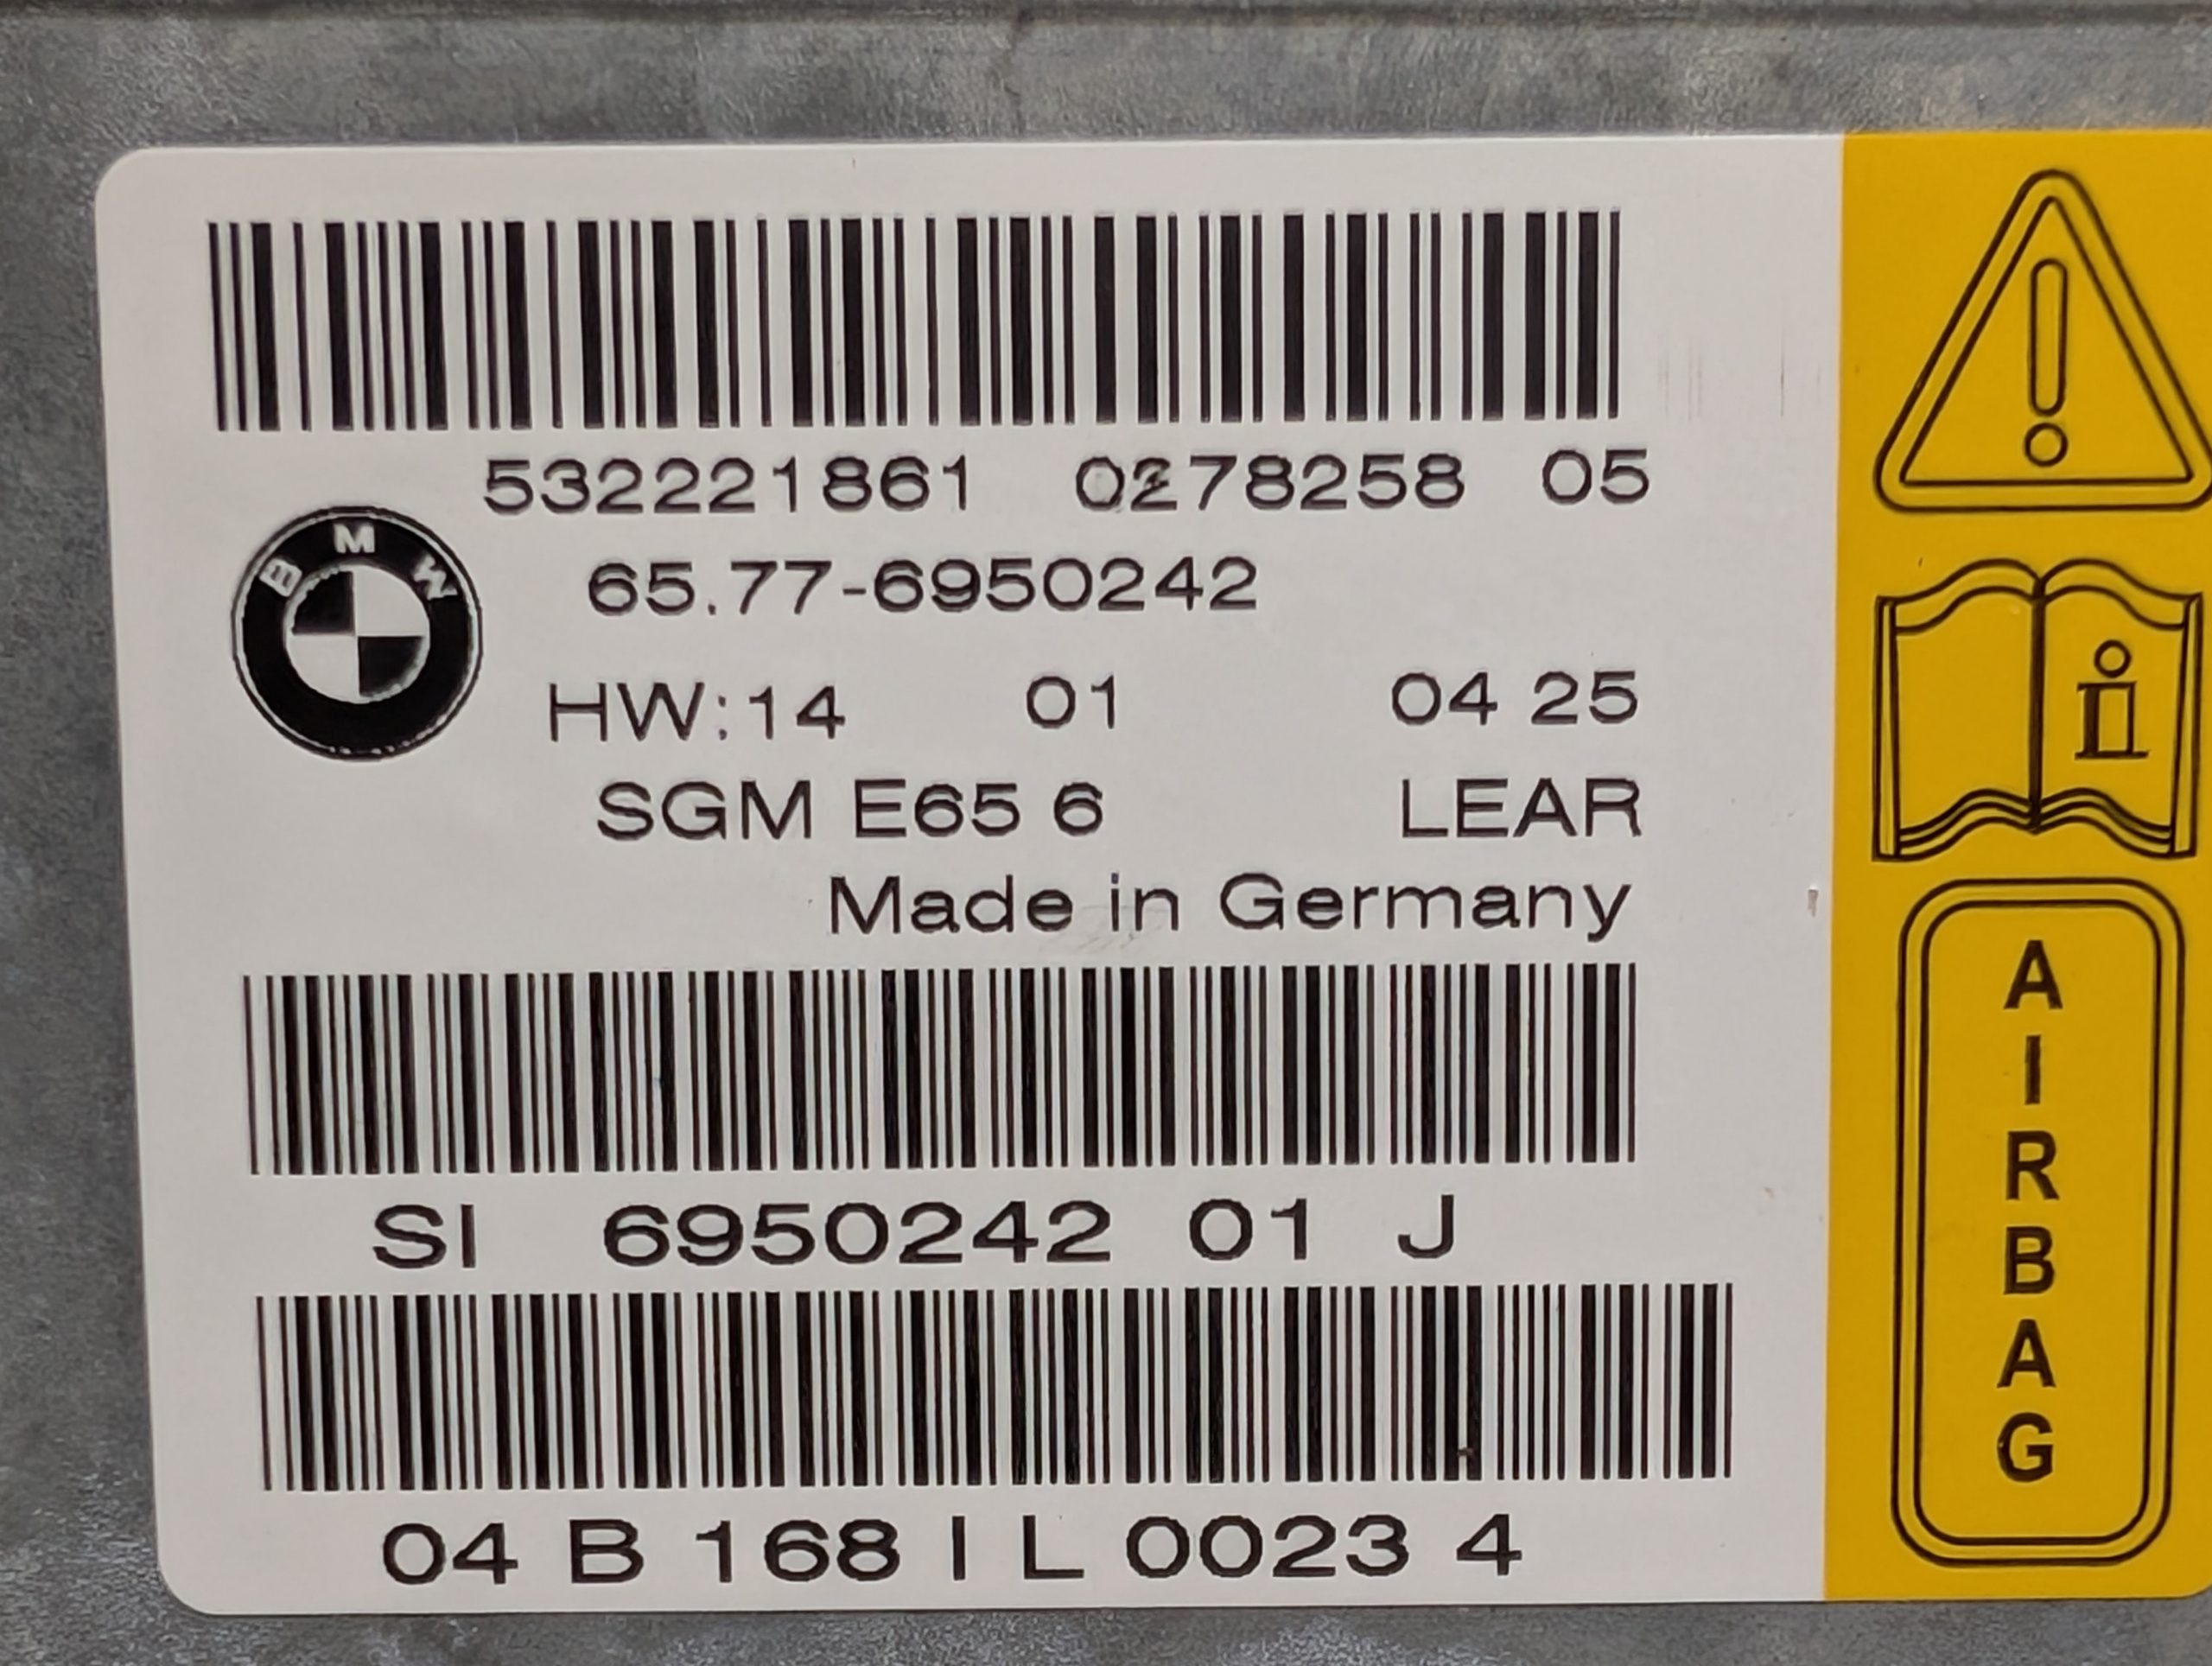 532221861 0278258 05
BMW
65.77-6950242
HW:14 01 04 25
SGM E65 6 LEAR
Made in Germany
SI 6950242 01 J
04 B 168 I L 0023 4
i
AIRBAG